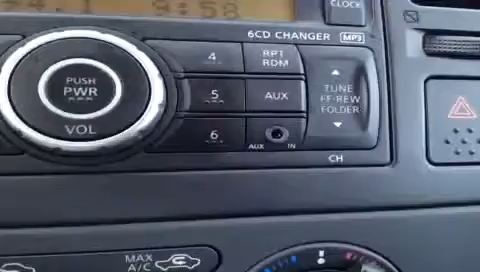 9:58
CLOCK
6CD CHANGER MP3
4 RPT RDM
PUSH
PWR
VOL
5 AUX
6 AUX IN
TUNE
FF·REW
FOLDER
CH
MAX
A/C